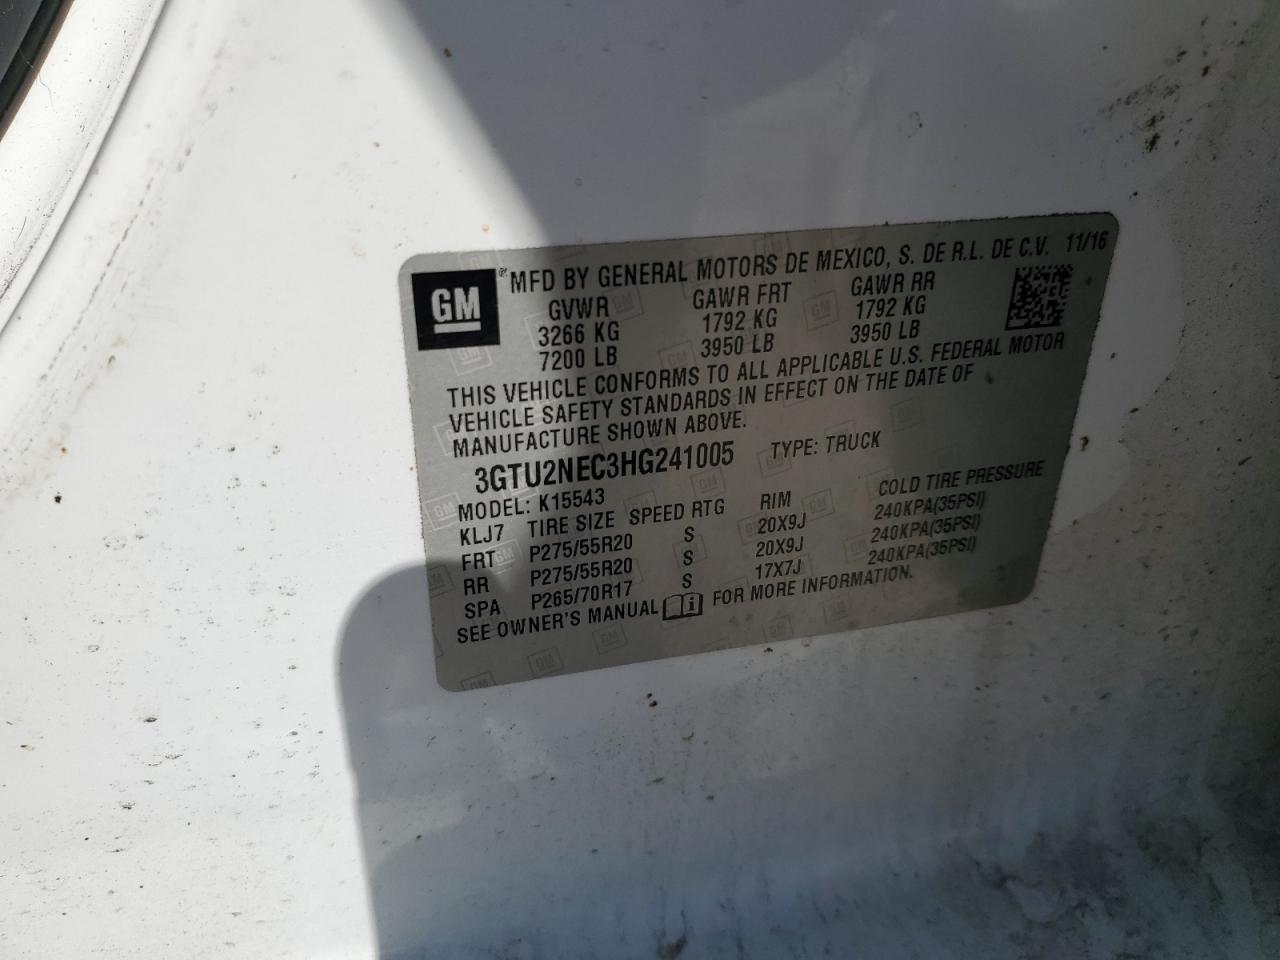 GM ® MFD BY GENERAL MOTORS DE MEXICO, S. DE R.L. DE C.V. 11/16
GVWR GAWR FRT GAWR RR
3266 KG 1792 KG 1792 KG
7200 LB 3950 LB 3950 LB
THIS VEHICLE CONFORMS TO ALL APPLICABLE U.S. FEDERAL MOTOR
VEHICLE SAFETY STANDARDS IN EFFECT ON THE DATE OF
MANUFACTURE SHOWN ABOVE.
3GTU2NEC3HG241005 TYPE: TRUCK
MODEL: K15543
KLJ7 TIRE SIZE SPEED RTG RIM COLD TIRE PRESSURE
FRT P275/55R20 S 20X9J 240KPA(35PSI)
RR P275/55R20 S 20X9J 240KPA(35PSI)
SPA P265/70R17 S 17X7J 240KPA(35PSI)
SEE OWNER'S MANUAL FOR MORE INFORMATION.